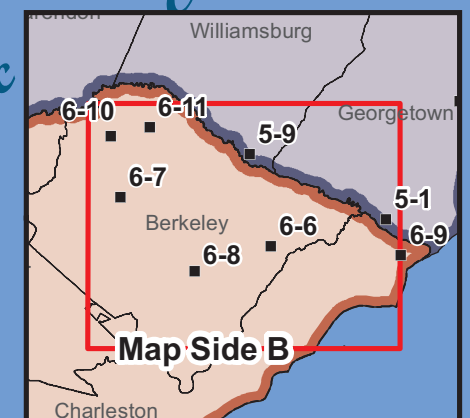 Williamsburg
6-10
6-11
Georgetown
5-9
6-7
5-1
Berkeley
6-6
6-9
6-8
Map Side B
Charleston